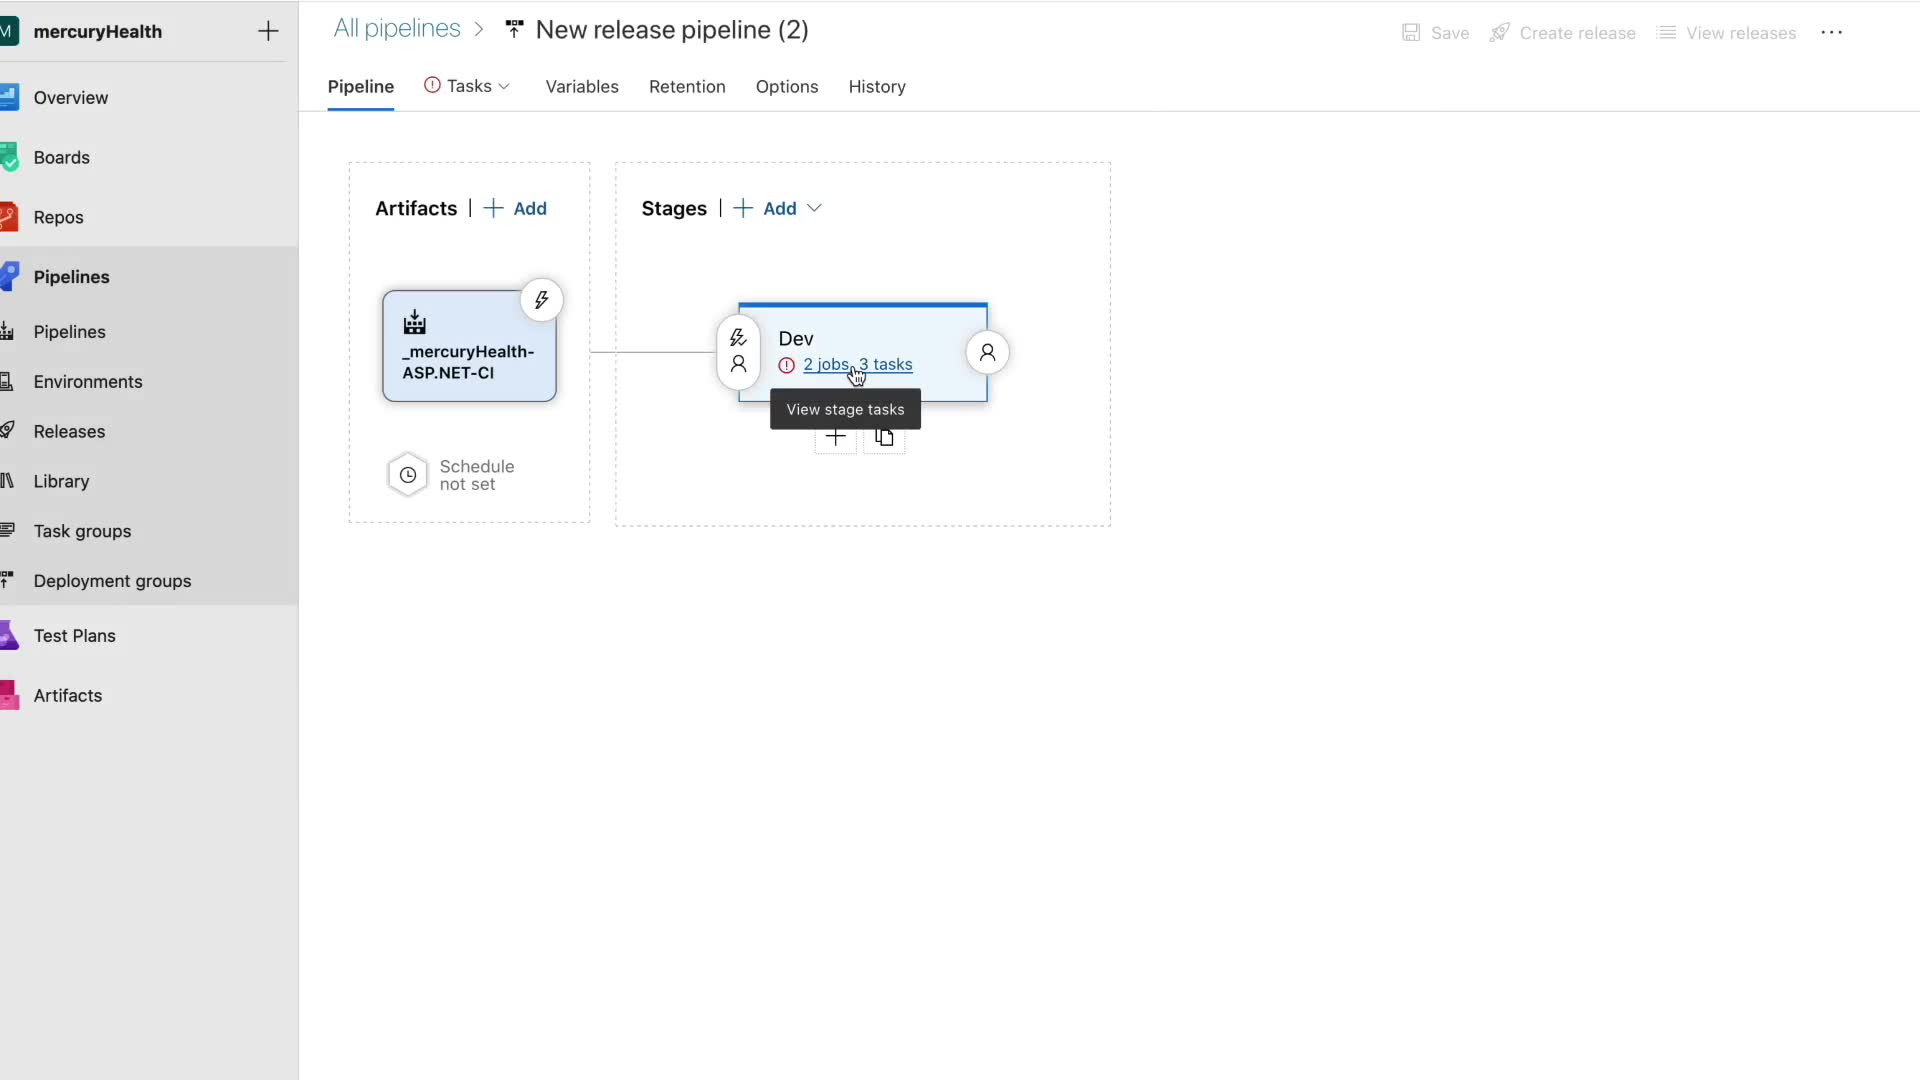 M
mercuryHealth
All pipelines > New release pipeline (2)
Save
Create release
View releases
Pipeline
Tasks
Variables
Retention
Options
History
Overview
Boards
Repos
Pipelines
Pipelines
Environments
Releases
Library
Task groups
Deployment groups
Test Plans
Artifacts
Artifacts | + Add
_mercuryHealth-
ASP.NET-CI
Schedule
not set
Stages | + Add
Dev
2 jobs, 3 tasks
View stage tasks